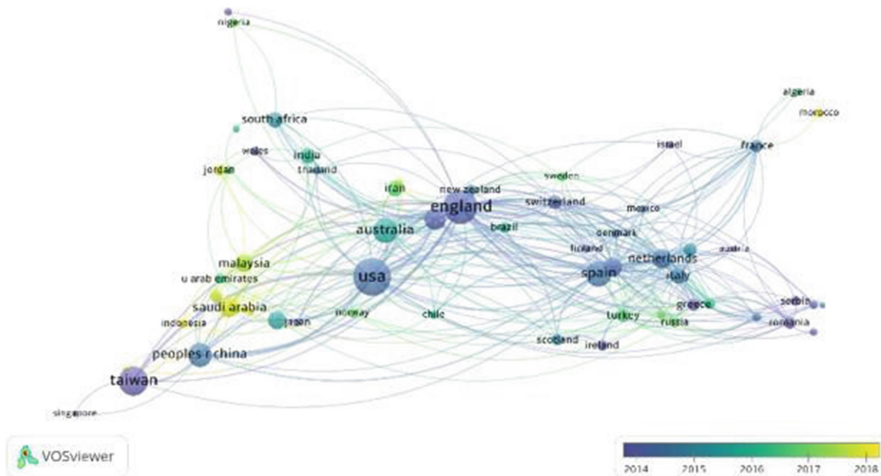 nigeria
algeria
morocco
south africa
wales
india
thailand
jordan
israel
france
iran
sweden
new zealand
england
switzerland
mexico
australia
brazil
denmark
finland
austria
malaysia
netherlands
u arab emirates
usa
spain
italy
saudi arabia
greece
serbia
indonesia
japan
norway
chile
turkey
russia
romania
scotland
ireland
peoples r china
taiwan
singapore
VOSviewer
2014 2015 2016 2017 2018